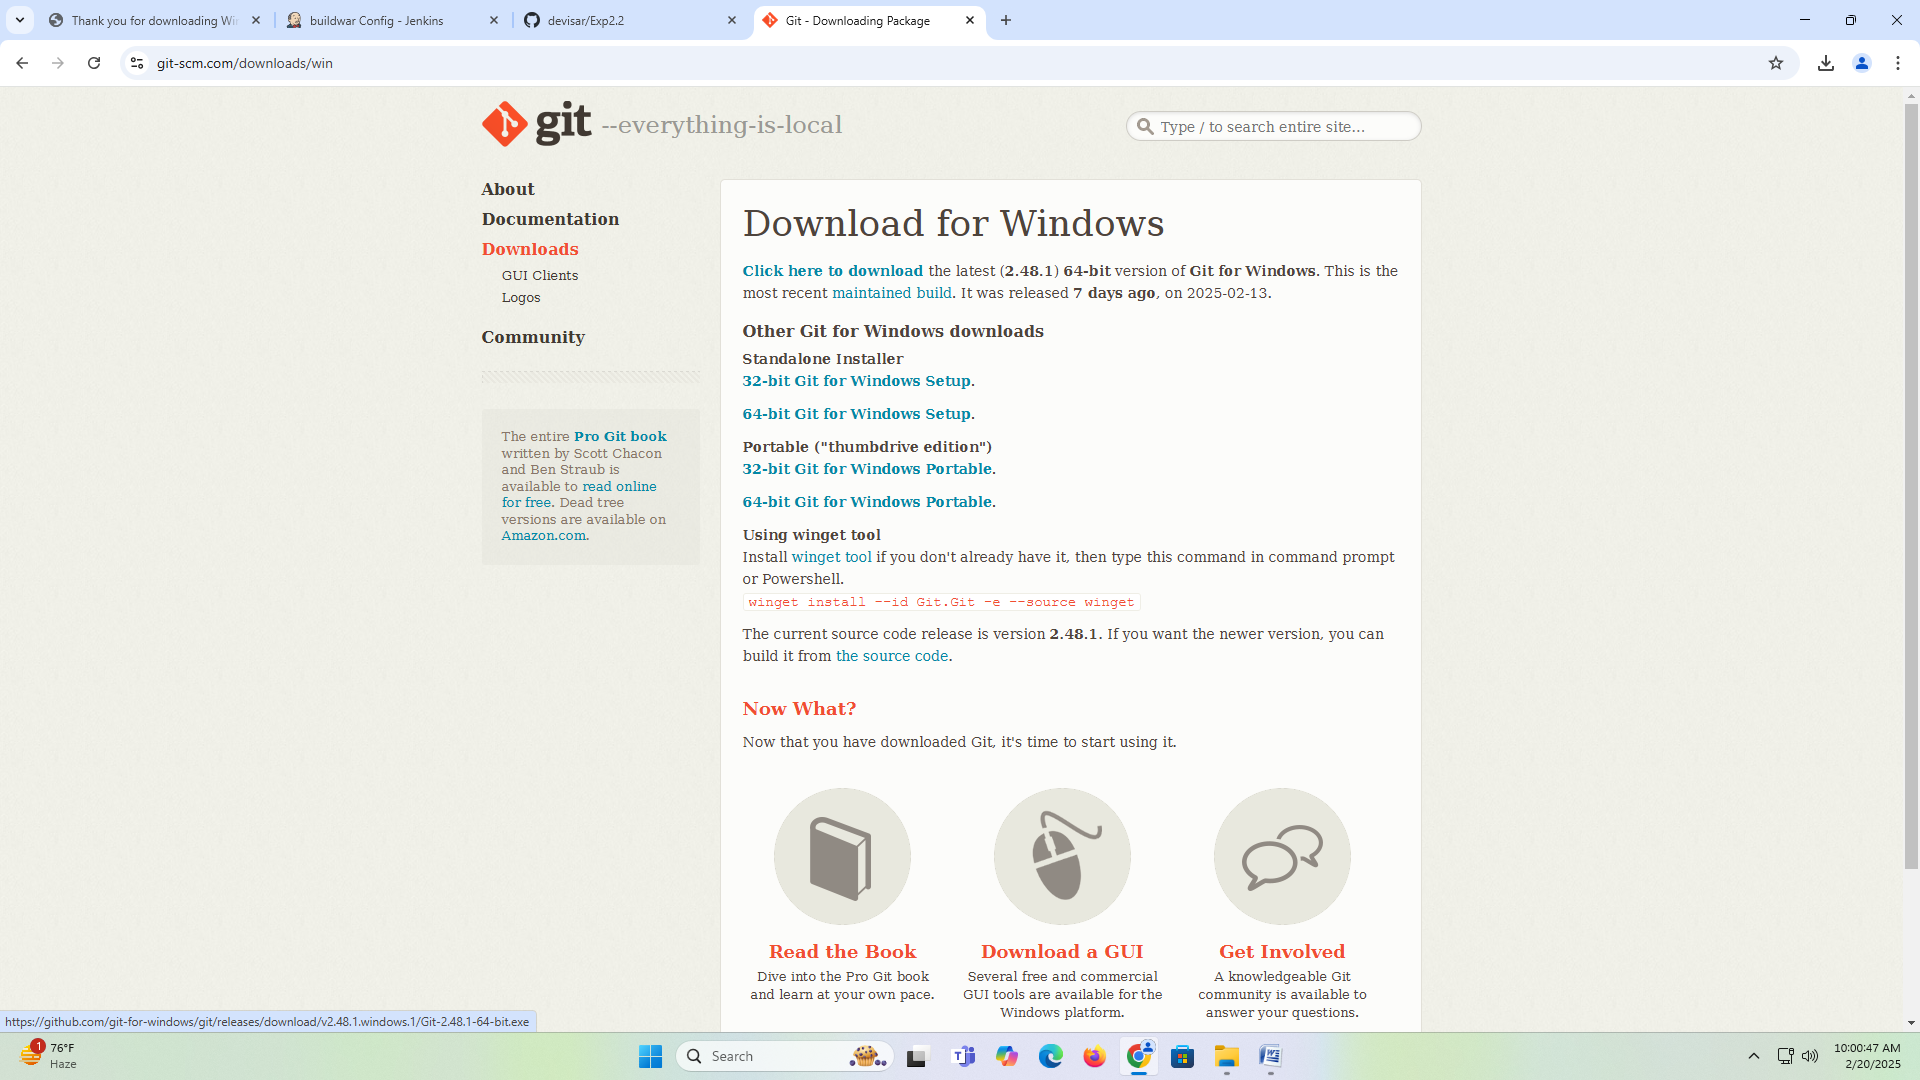 Thank you for downloading Wi
buildwar Config - Jenkins
devisar/Exp2.2
Git - Downloading Package
git-scm.com/downloads/win
git --everything-is-local
Type / to search entire site...
About
Documentation
Downloads
GUI Clients
Logos
Community
The entire Pro Git book
written by Scott Chacon
and Ben Straub is
available to read online
for free. Dead tree
versions are available on
Amazon.com.
Download for Windows
Click here to download the latest (2.48.1) 64-bit version of Git for Windows. This is the
most recent maintained build. It was released 7 days ago, on 2025-02-13.
Other Git for Windows downloads
Standalone Installer
32-bit Git for Windows Setup.
64-bit Git for Windows Setup.
Portable ("thumbdrive edition")
32-bit Git for Windows Portable.
64-bit Git for Windows Portable.
Using winget tool
Install winget tool if you don't already have it, then type this command in command prompt
or Powershell.
winget install --id Git.Git -e --source winget
The current source code release is version 2.48.1. If you want the newer version, you can
build it from the source code.
Now What?
Now that you have downloaded Git, it's time to start using it.
Read the Book
Dive into the Pro Git book
and learn at your own pace.
Download a GUI
Several free and commercial
GUI tools are available for the
Windows platform.
Get Involved
A knowledgeable Git
community is available to
answer your questions.
https://github.com/git-for-windows/git/releases/download/v2.48.1.windows.1/Git-2.48.1-64-bit.exe
1
76°F
Haze
Search
10:00:47 AM
2/20/2025